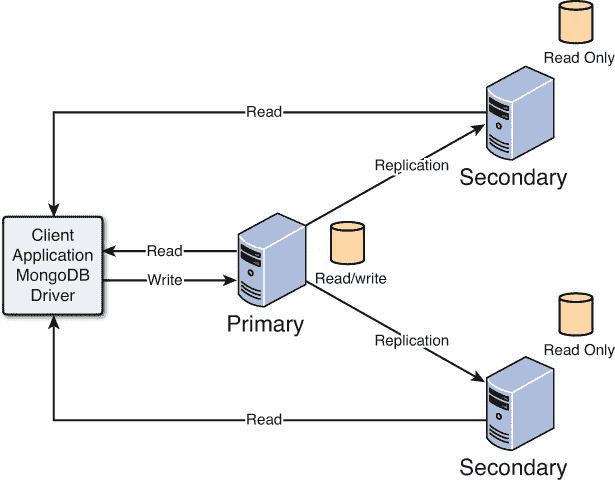 Read Only
Read
Replication
Secondary
Client
Application
MongoDB
Driver
Read
Write
Read/write
Primary
Read Only
Replication
Read
Secondary